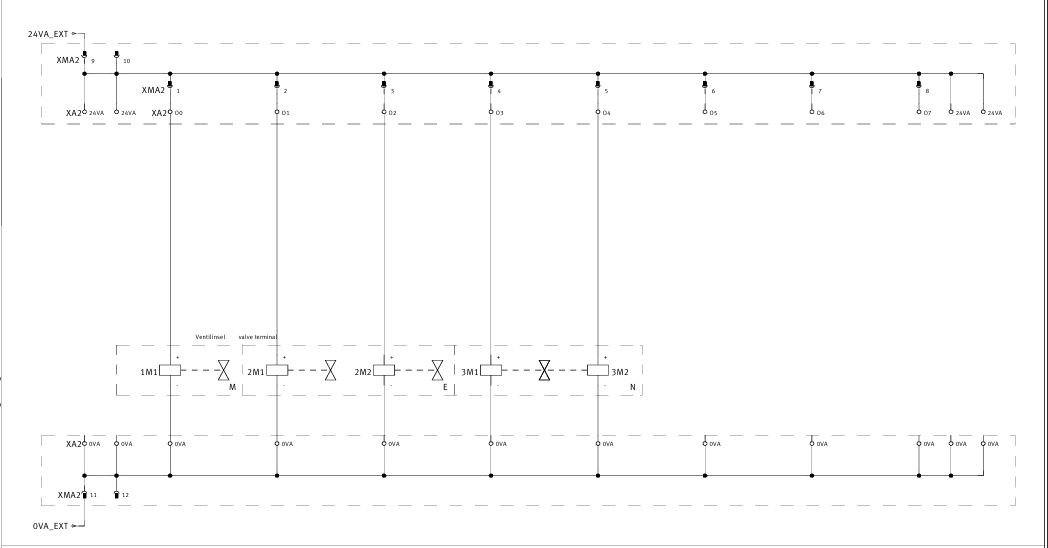 24VA_EXT
XMA2 9 10
XMA2 1 2 3 4 5 6 7 8
XA2 24VA 24VA XA2 O0 O1 O2 O3 O4 O5 O6 O7 24VA 24VA
Ventilinsel valve terminal
+ + + + +
1M1 2M1 2M2 3M1 3M2
- - - - -
M E N
XA2 0VA 0VA 0VA 0VA 0VA 0VA 0VA 0VA 0VA 0VA 0VA 0VA
XMA2 11 12
0VA_EXT